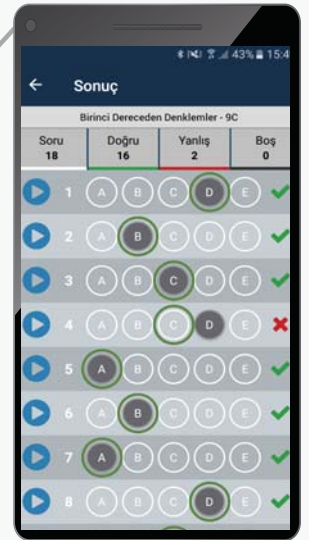 43% 15:4
← Sonuç
Birinci Dereceden Denklemler - 9C
Soru Doğru Yanlış Boş
18 16 2 0
1 A B C D E
2 A B C D E
3 A B C D E
4 A B C D E
5 A B C D E
6 A B C D E
7 A B C D E
8 A B C D E